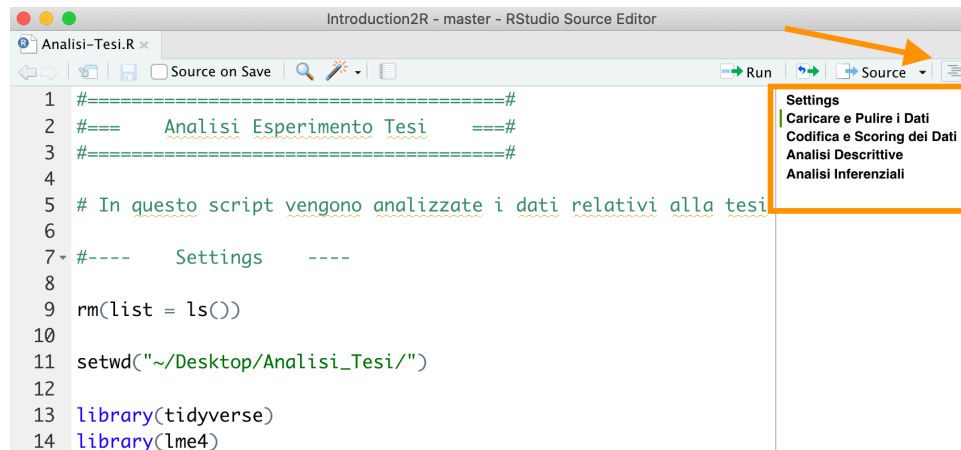 Introduction2R - master - RStudio Source Editor
Analisi-Tesi.R
Source on Save
Run
Source
1 #======================================#
2 #===    Analisi Esperimento Tesi    ===#
3 #======================================#
4
5 # In questo script vengono analizzate i dati relativi alla tesi
6
7 #----    Settings    ----
8
9 rm(list = ls())
10
11 setwd("~/Desktop/Analisi_Tesi/")
12
13 library(tidyverse)
14 library(lme4)
Settings
Caricare e Pulire i Dati
Codifica e Scoring dei Dati
Analisi Descrittive
Analisi Inferenziali